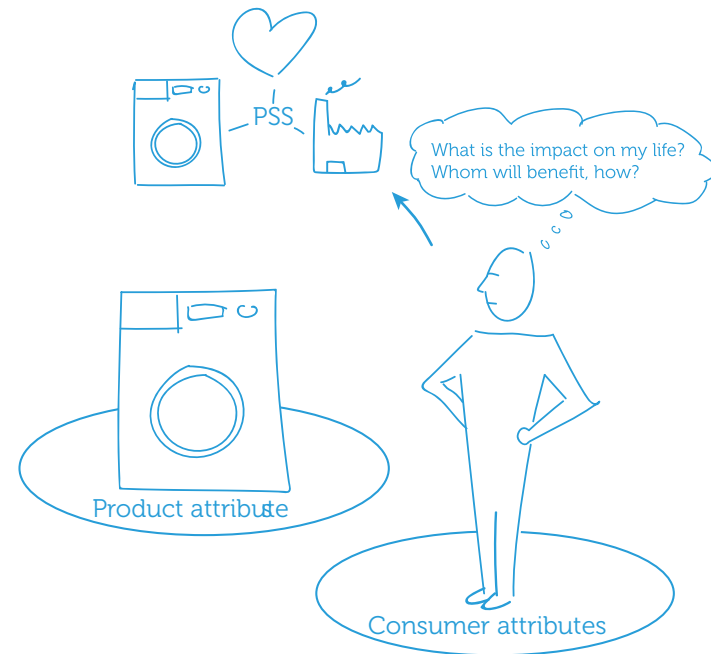 PSS
What is the impact on my life?
Whom will benefit, how?
Product attribute
Consumer attributes